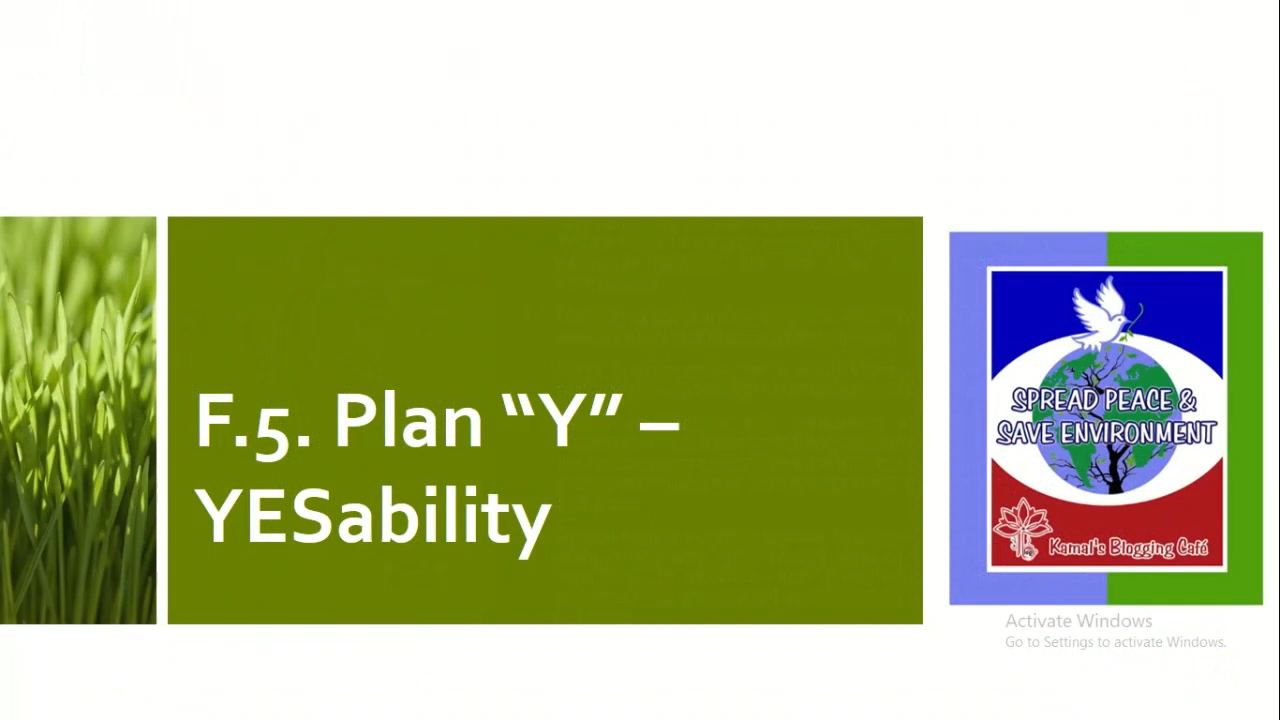 F.5. Plan “Y” –
YESability
SPREAD PEACE &
SAVE ENVIRONMENT
Kamal's Blogging Café
Activate Windows
Go to Settings to activate Windows.